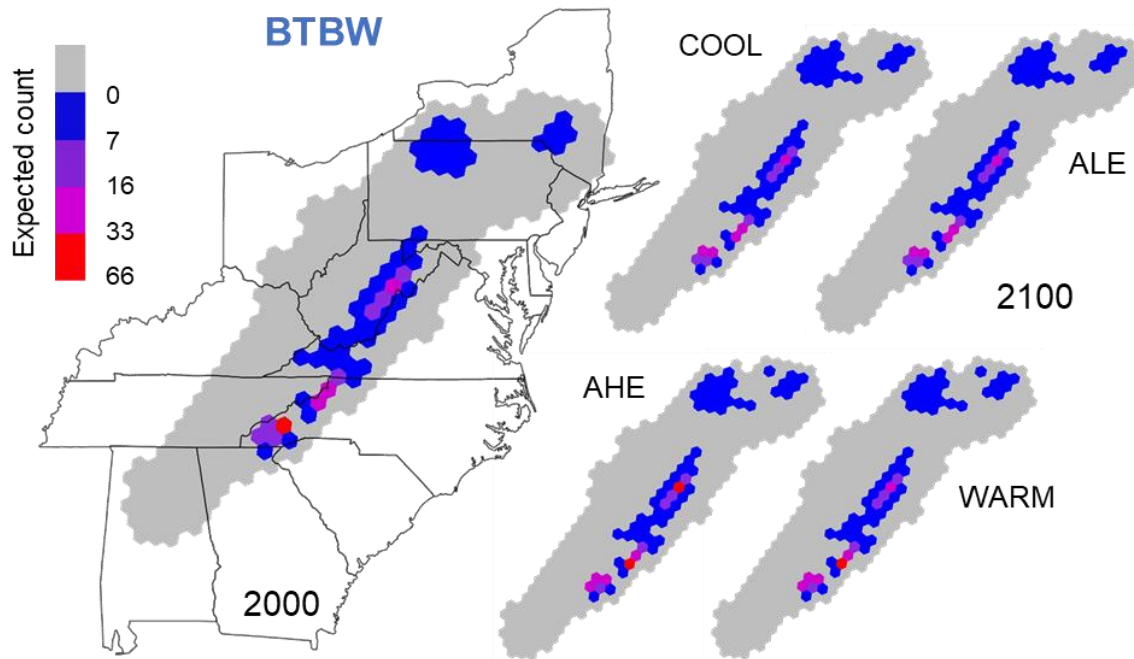 BTBW
Expected count
0
7
16
33
66
2000
COOL
ALE
2100
AHE
WARM